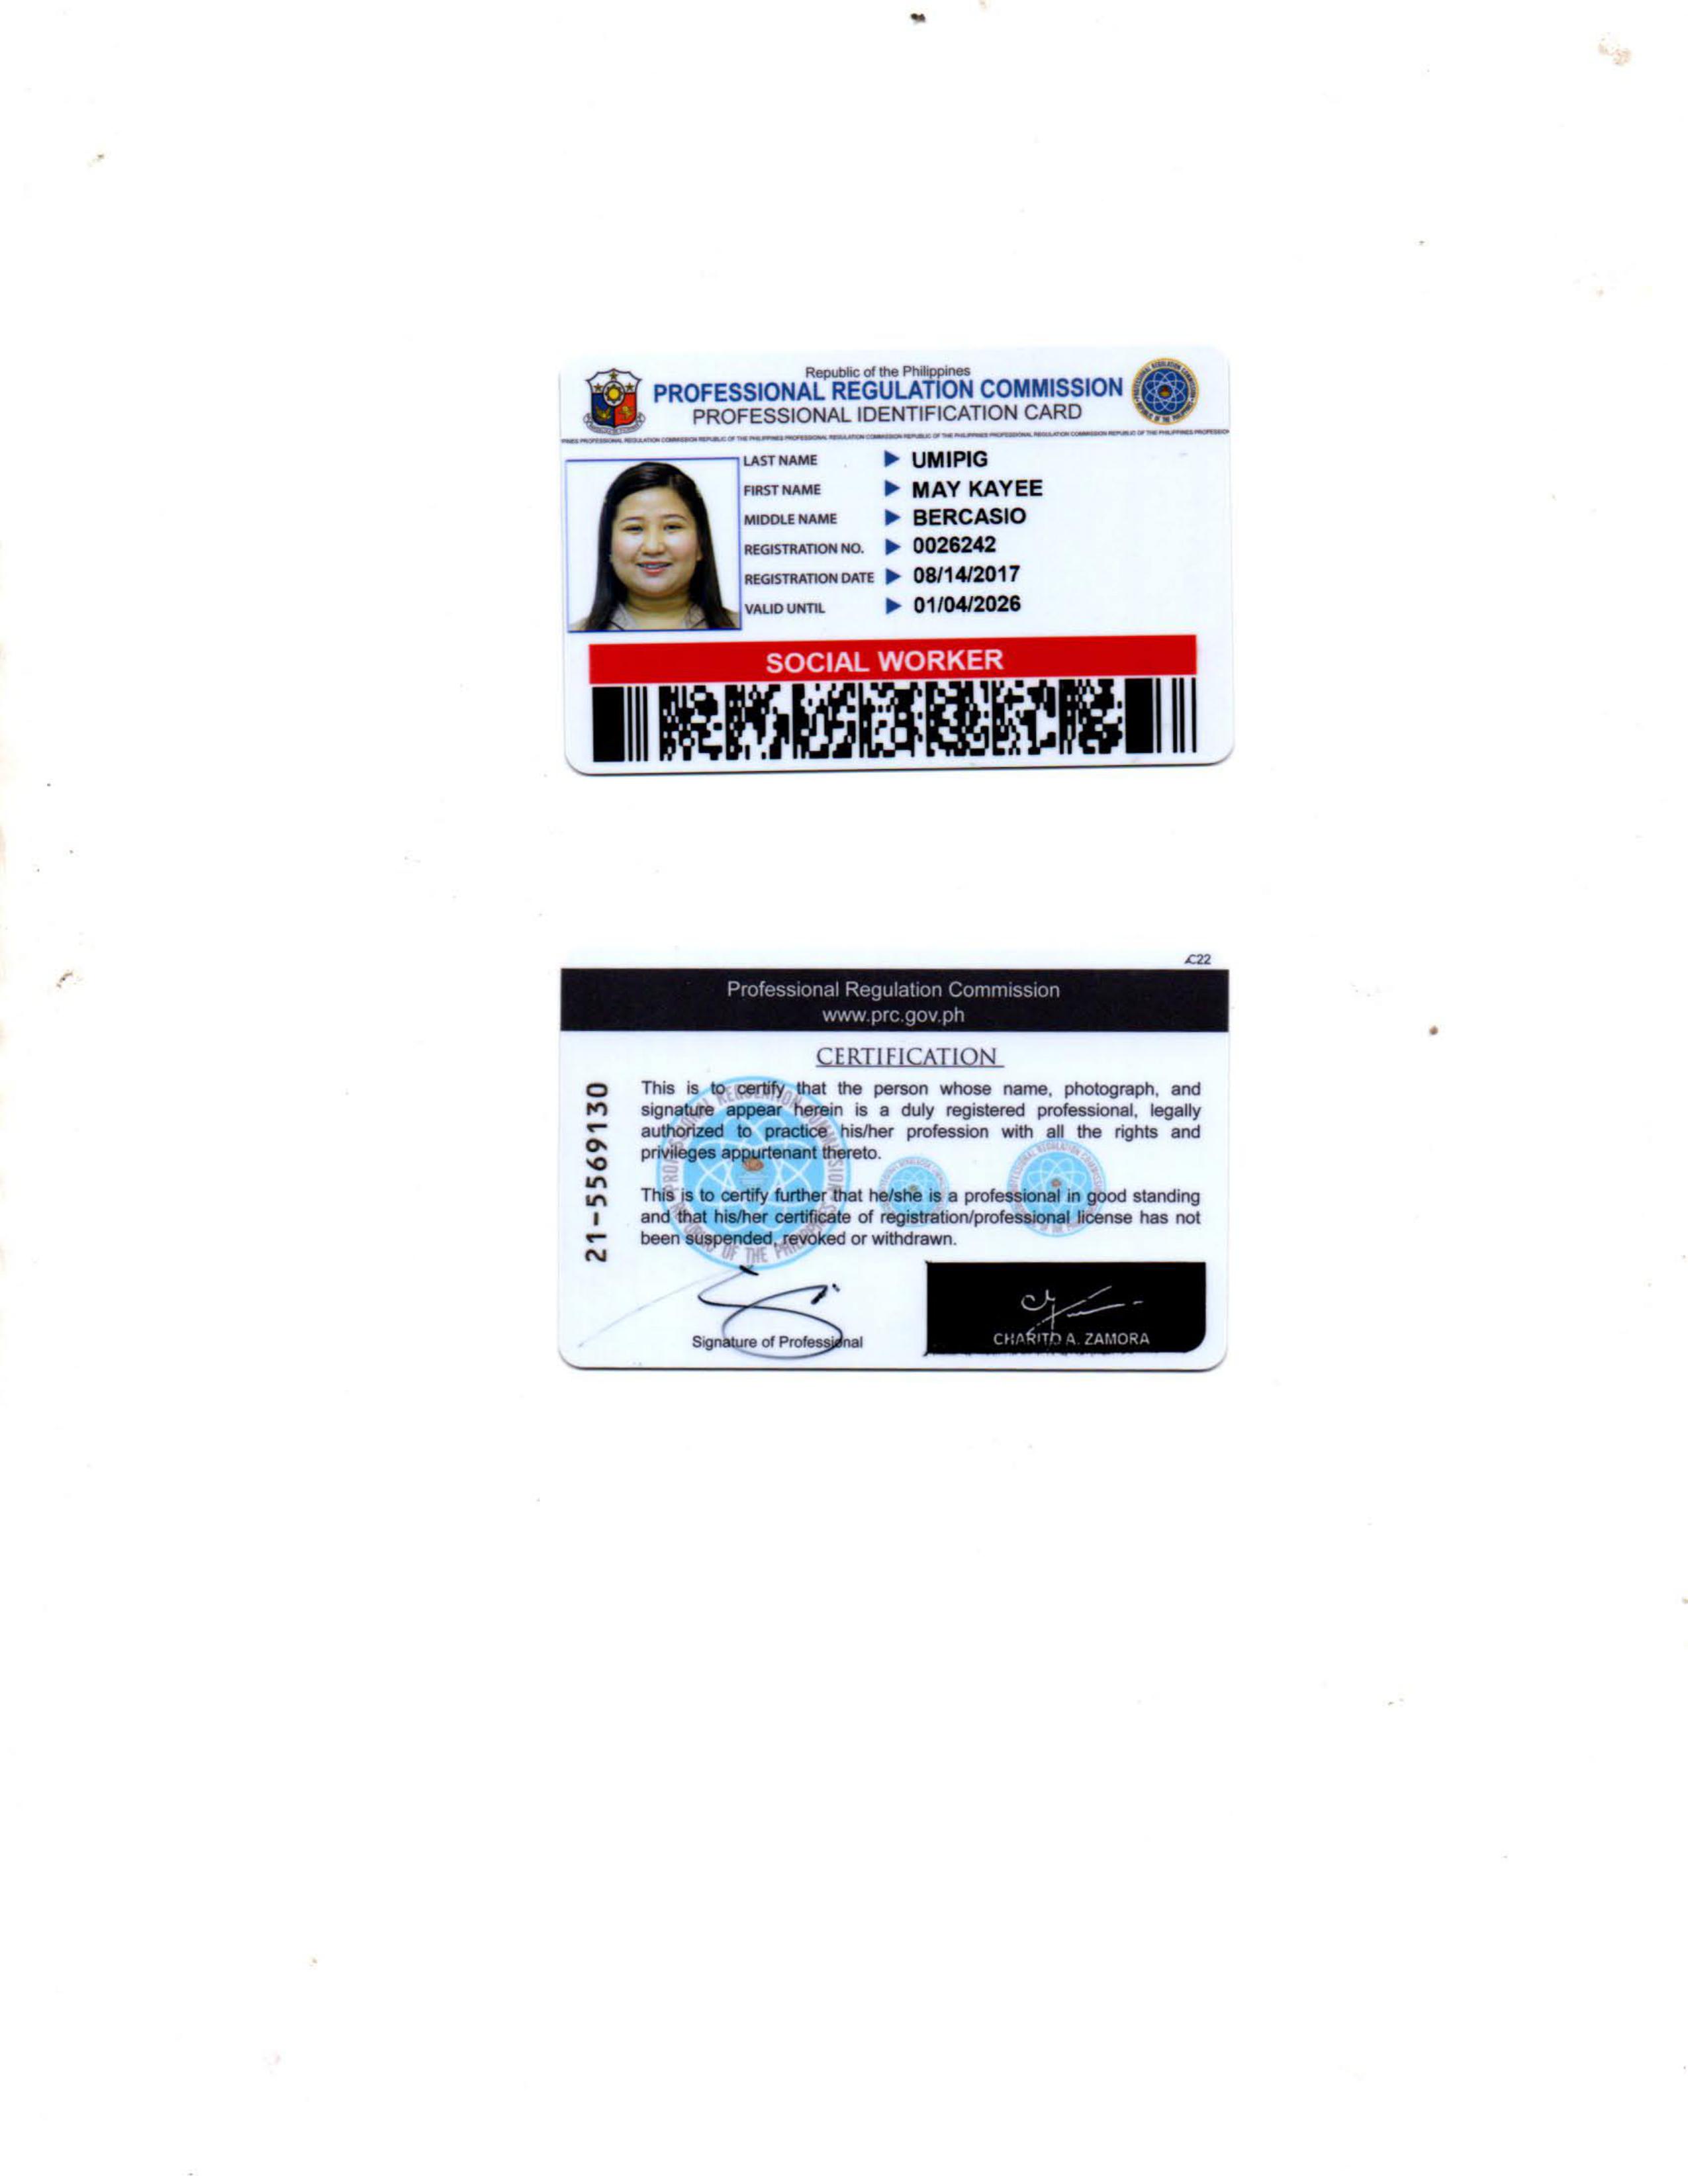 Republic of the Philippines
PROFESSIONAL REGULATION COMMISSION
PROFESSIONAL IDENTIFICATION CARD
LAST NAME UMIPIG
FIRST NAME MAY KAYEE
MIDDLE NAME BERCASIO
REGISTRATION NO. 0026242
REGISTRATION DATE 08/14/2017
VALID UNTIL 01/04/2026
SOCIAL WORKER
C22
Professional Regulation Commission
www.prc.gov.ph
CERTIFICATION
21-5569130
This is to certify that the person whose name, photograph, and
signature appear herein is a duly registered professional, legally
authorized to practice his/her profession with all the rights and
privileges appurtenant thereto.
This is to certify further that he/she is a professional in good standing
and that his/her certificate of registration/professional license has not
been suspended, revoked or withdrawn.
Signature of Professional
CHARITO A. ZAMORA